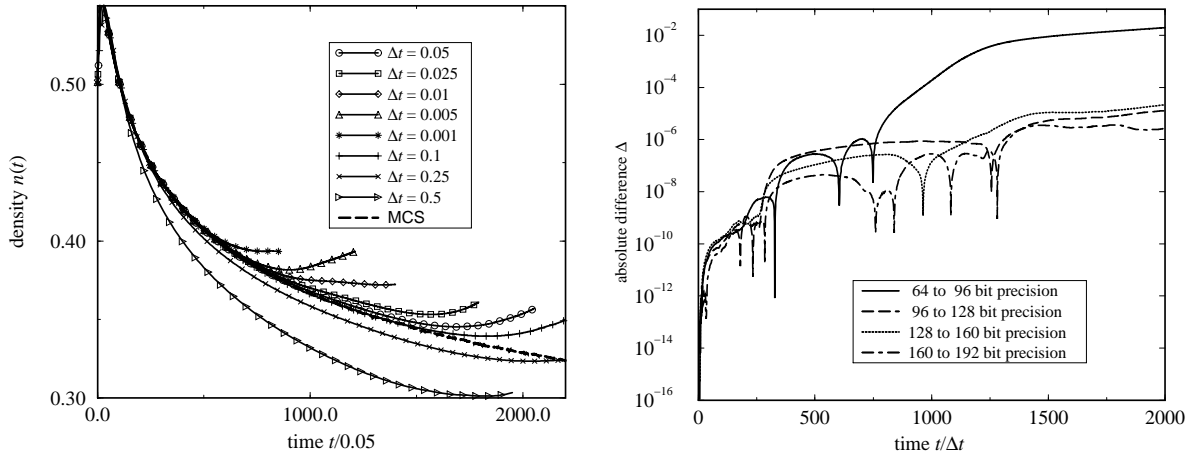 density n(t)
0.50
0.40
0.30
0.0
1000.0
2000.0
time t/0.05
Δt = 0.05
Δt = 0.025
Δt = 0.01
Δt = 0.005
Δt = 0.001
Δt = 0.1
Δt = 0.25
Δt = 0.5
MCS
absolute difference Δ
10⁻²
10⁻⁴
10⁻⁶
10⁻⁸
10⁻¹⁰
10⁻¹²
10⁻¹⁴
10⁻¹⁶
0
500
1000
1500
2000
time t/Δt
64 to 96 bit precision
96 to 128 bit precision
128 to 160 bit precision
160 to 192 bit precision